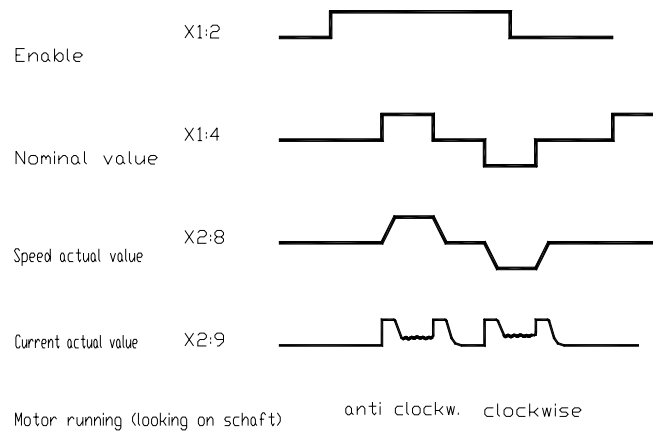 X1:2
Enable
X1:4
Nominal value
X2:8
Speed actual value
Current actual value X2:9
Motor running (looking on schaft) anti clockw. clockwise